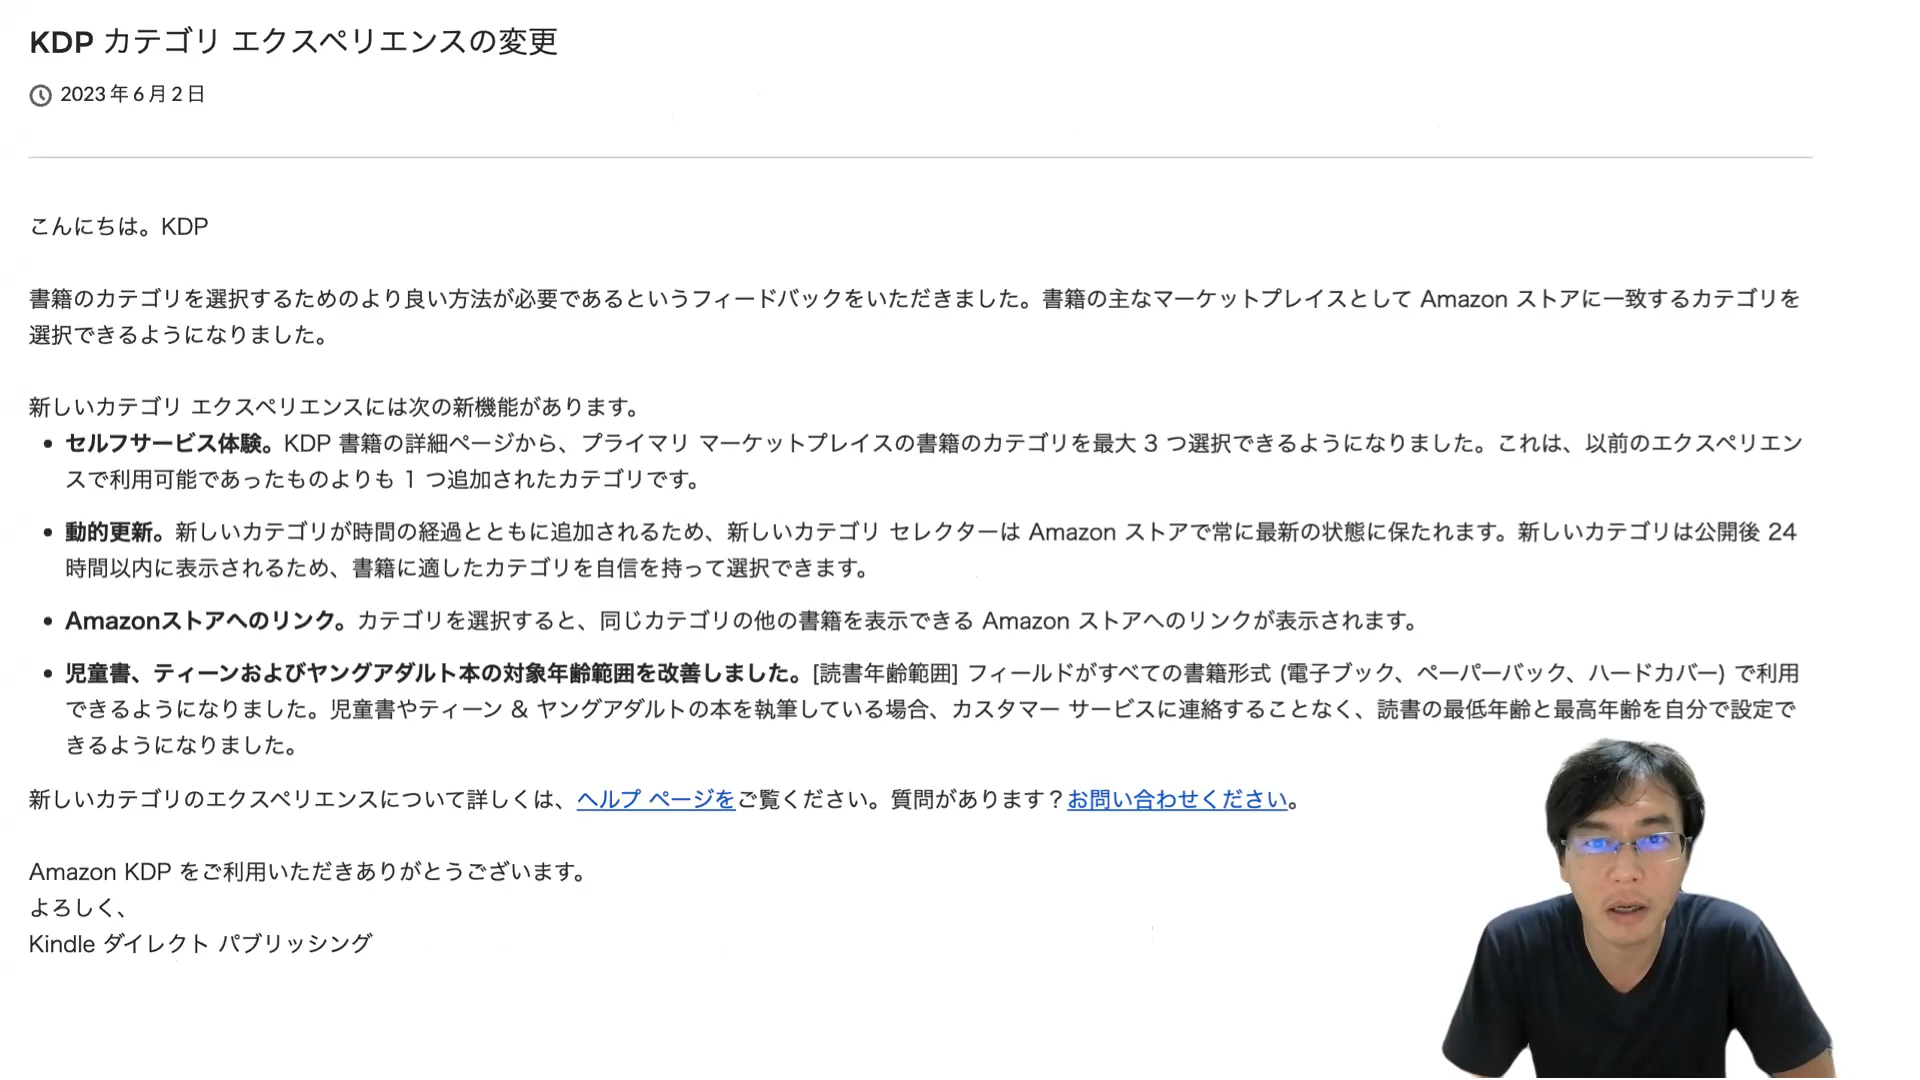 KDP カテゴリ エクスペリエンスの変更
2023年6月2日
こんにちは。KDP
書籍のカテゴリを選択するためのより良い方法が必要であるというフィードバックをいただきました。書籍の主なマーケットプレイスとして Amazon ストアに一致するカテゴリを
選択できるようになりました。
新しいカテゴリ エクスペリエンスには次の新機能があります。
• セルフサービス体験。KDP 書籍の詳細ページから、プライマリ マーケットプレイスの書籍のカテゴリを最大 3 つ選択できるようになりました。これは、以前のエクスペリエン
スで利用可能であったものよりも 1 つ追加されたカテゴリです。
• 動的更新。新しいカテゴリが時間の経過とともに追加されるため、新しいカテゴリ セレクターは Amazon ストアで常に最新の状態に保たれます。新しいカテゴリは公開後 24
時間以内に表示されるため、書籍に適したカテゴリを自信を持って選択できます。
• Amazonストアへのリンク。カテゴリを選択すると、同じカテゴリの他の書籍を表示できる Amazon ストアへのリンクが表示されます。
• 児童書、ティーンおよびヤングアダルト本の対象年齢範囲を改善しました。[読書年齢範囲] フィールドがすべての書籍形式 (電子ブック、ペーパーバック、ハードカバー) で利用
できるようになりました。児童書やティーン & ヤングアダルトの本を執筆している場合、カスタマー サービスに連絡することなく、読書の最低年齢と最高年齢を自分で設定で
きるようになりました。
新しいカテゴリのエクスペリエンスについて詳しくは、ヘルプ ページをご覧ください。質問があります？お問い合わせください。
Amazon KDP をご利用いただきありがとうございます。
よろしく、
Kindle ダイレクト パブリッシング